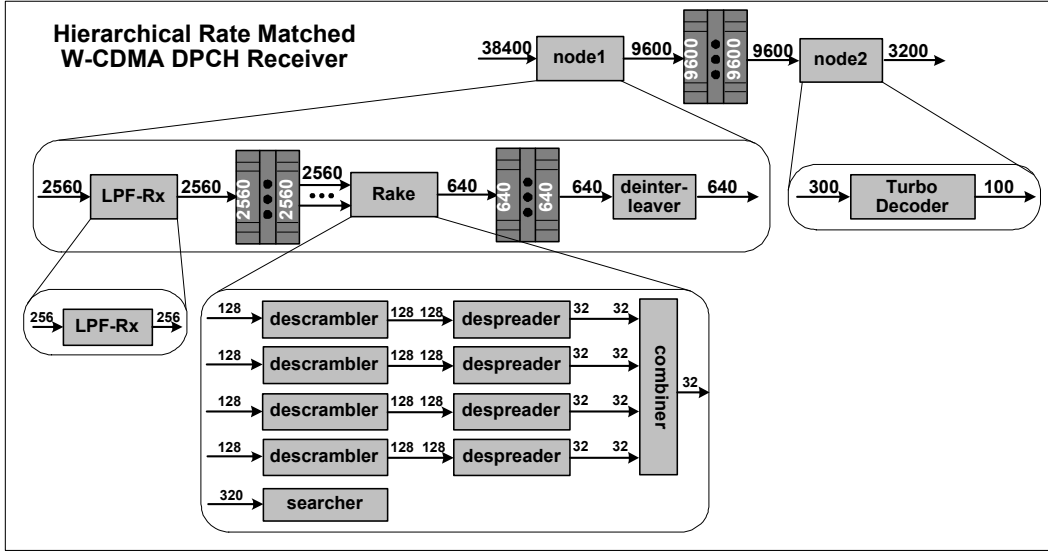 Hierarchical Rate Matched
W-CDMA DPCH Receiver
38400
node1
9600
9600
9600
9600
node2
3200
2560
LPF-Rx
2560
2560
2560
2560
Rake
640
640
640
640
deinter-
leaver
640
300
Turbo
Decoder
100
256
LPF-Rx
256
128
descrambler
128
128
despreader
32
32
128
descrambler
128
128
despreader
32
32
128
descrambler
128
128
despreader
32
32
128
descrambler
128
128
despreader
32
32
combiner
32
320
searcher